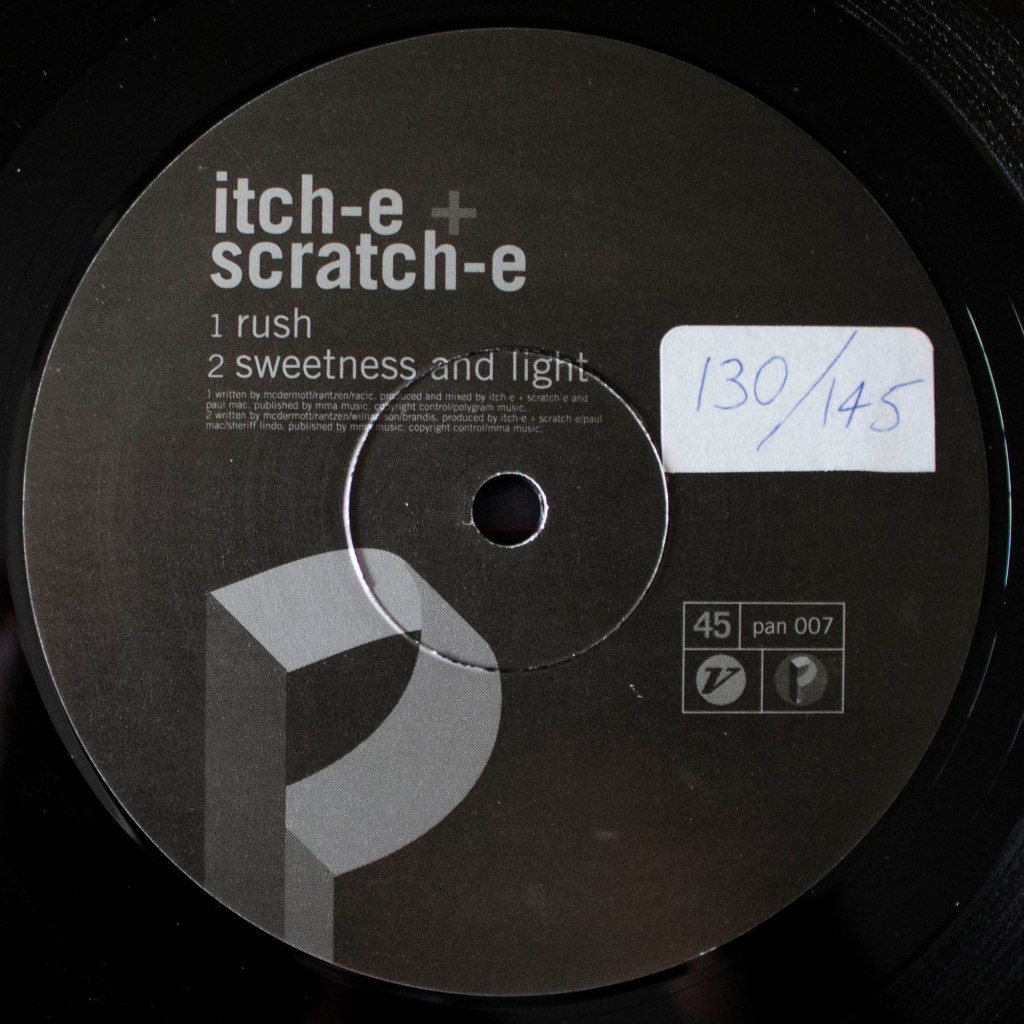 itch-e +
scratch-e
1 rush
2 sweetness and light
1 written by mcdermott/rantzen/racic. produced and mixed by itch-e + scratch-e and
paul mac. published by mma music. copyright control/polygram music.
2 written by mcdermott/rantzen/williamson/brandis. produced by itch-e + scratch-e/paul
mac/sheriff lindo. published by mma music. copyright control/mma music.
130/145
45 pan 007
V P
P